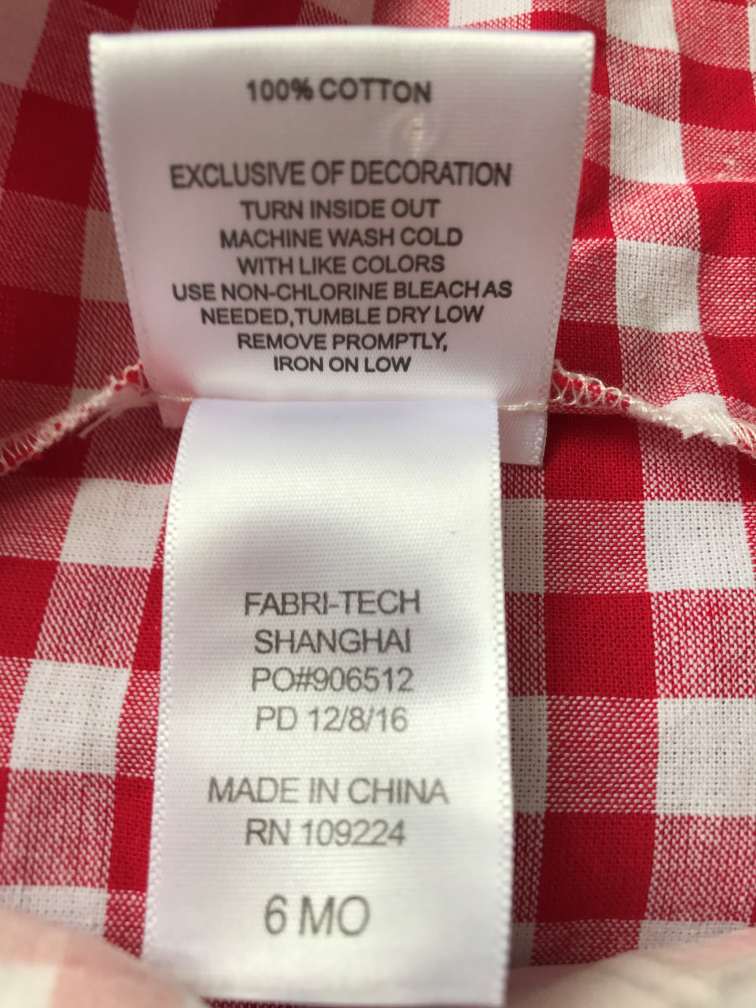 100% COTTON
EXCLUSIVE OF DECORATION
TURN INSIDE OUT
MACHINE WASH COLD
WITH LIKE COLORS
USE NON-CHLORINE BLEACH AS
NEEDED,TUMBLE DRY LOW
REMOVE PROMPTLY,
IRON ON LOW
FABRI-TECH
SHANGHAI
PO#906512
PD 12/8/16
MADE IN CHINA
RN 109224
6 MO